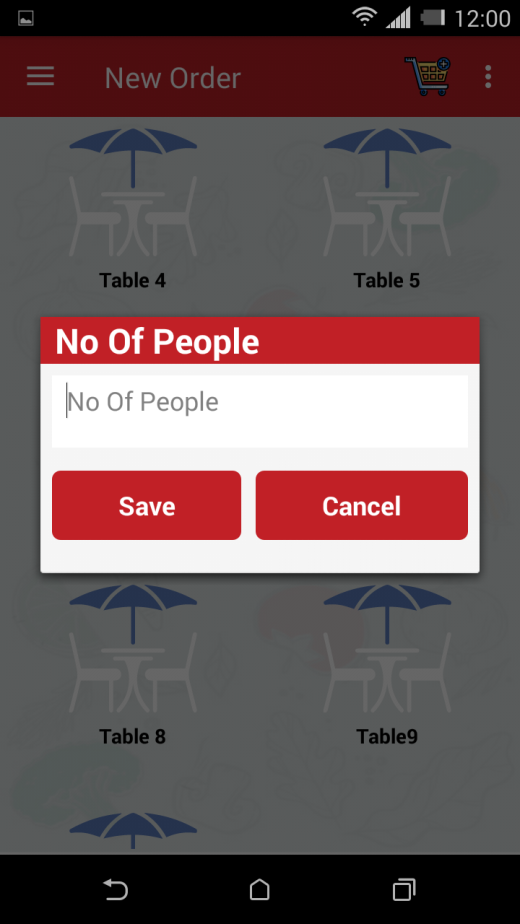 12:00
New Order
Table 4
Table 5
No Of People
No Of People
Save
Cancel
Table 8
Table9